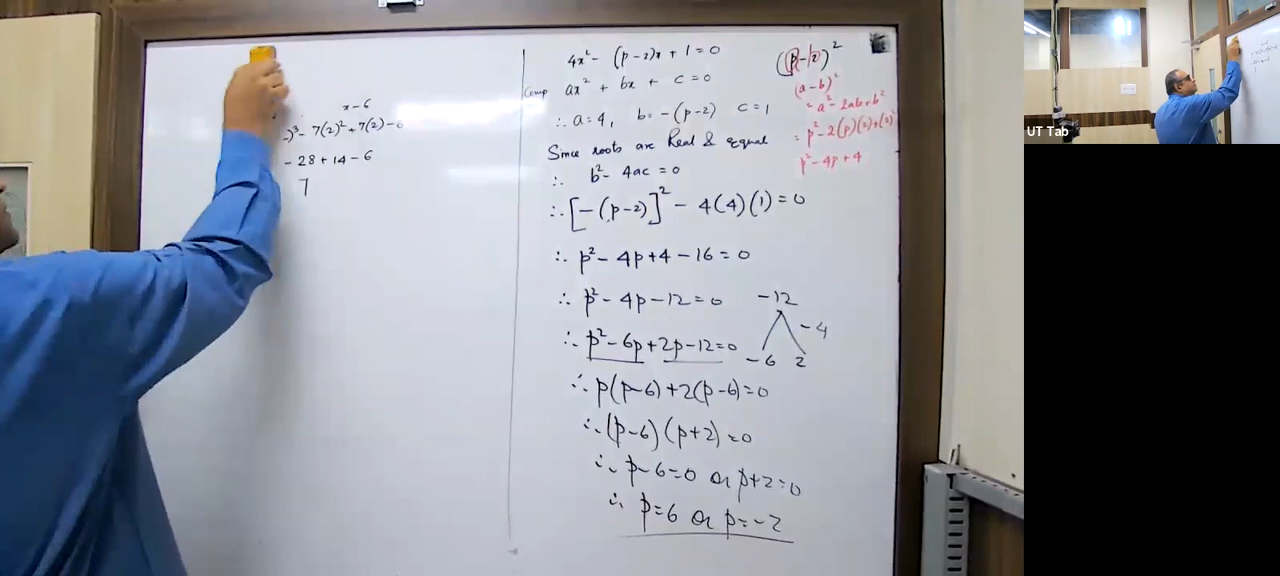 x-6
)³- 7(2)² + 7(2) - 6
- 28 + 14 - 6
7
4x² - (p-2)x + 1 = 0
Comp ax² + bx + c = 0
∴ a=4, b= -(p-2) c=1
Since roots are Real & equal
∴ b² - 4ac = 0
∴ [-(p-2)]² - 4(4)(1) = 0
∴ p² - 4p + 4 - 16 = 0
∴ p² - 4p - 12 = 0
∴ p² - 6p + 2p - 12 = 0
∴ p(p-6) + 2(p-6) = 0
∴ (p-6)(p+2) = 0
∴ p-6=0 or p+2=0
∴ p=6 or p=-2
(p-2)²
(a-b)²
= a² - 2ab + b²
= p² - 2(p)(2) + (2)²
p² - 4p + 4
-12
-4
-6 2
UT Tab